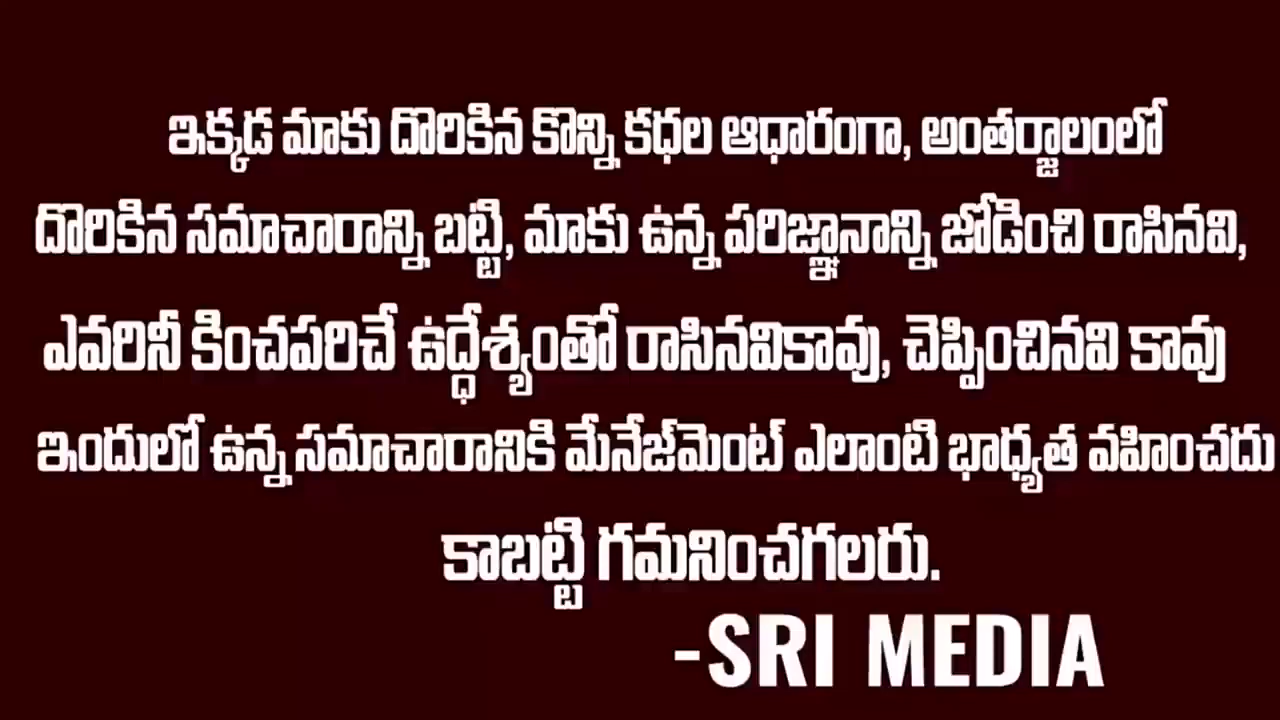 ఇక్కడ మాకు దొరికిన కొన్ని కధల ఆధారంగా, అంతర్జాలంలో
దొరికిన సమాచారాన్ని బట్టి, మాకు ఉన్న పరిజ్ఞానాన్ని జోడించి రాసినవి,
ఎవరినీ కించపరిచే ఉద్ధేశ్యంతో రాసినవికావు, చెప్పించినవి కావు
ఇందులో ఉన్న సమాచారానికి మేనేజ్‌మెంట్ ఎలాంటి భాధ్యత వహించదు
కాబట్టి గమనించగలరు.
-SRI MEDIA